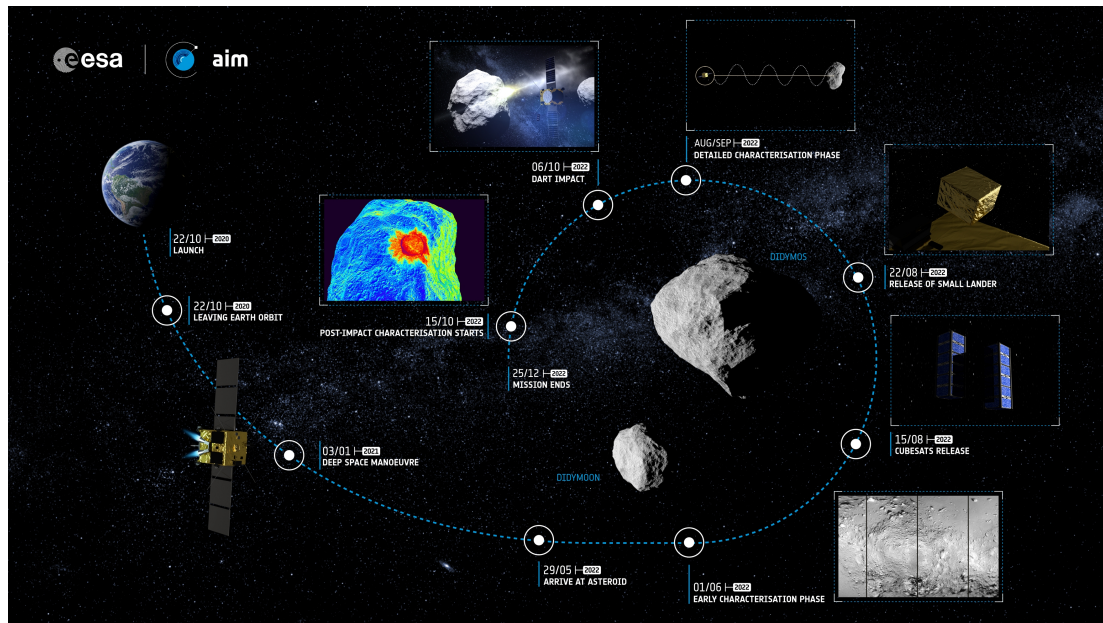 esa
aim
22/10 2020
LAUNCH
22/10 2020
LEAVING EARTH ORBIT
03/01 2021
DEEP SPACE MANOEUVRE
29/05 2022
ARRIVE AT ASTEROID
01/06 2022
EARLY CHARACTERISATION PHASE
15/08 2022
CUBESATS RELEASE
22/08 2022
RELEASE OF SMALL LANDER
AUG/SEP 2022
DETAILED CHARACTERISATION PHASE
06/10 2022
DART IMPACT
15/10 2022
POST-IMPACT CHARACTERISATION STARTS
25/12 2022
MISSION ENDS
DIDYMOS
DIDYMOON